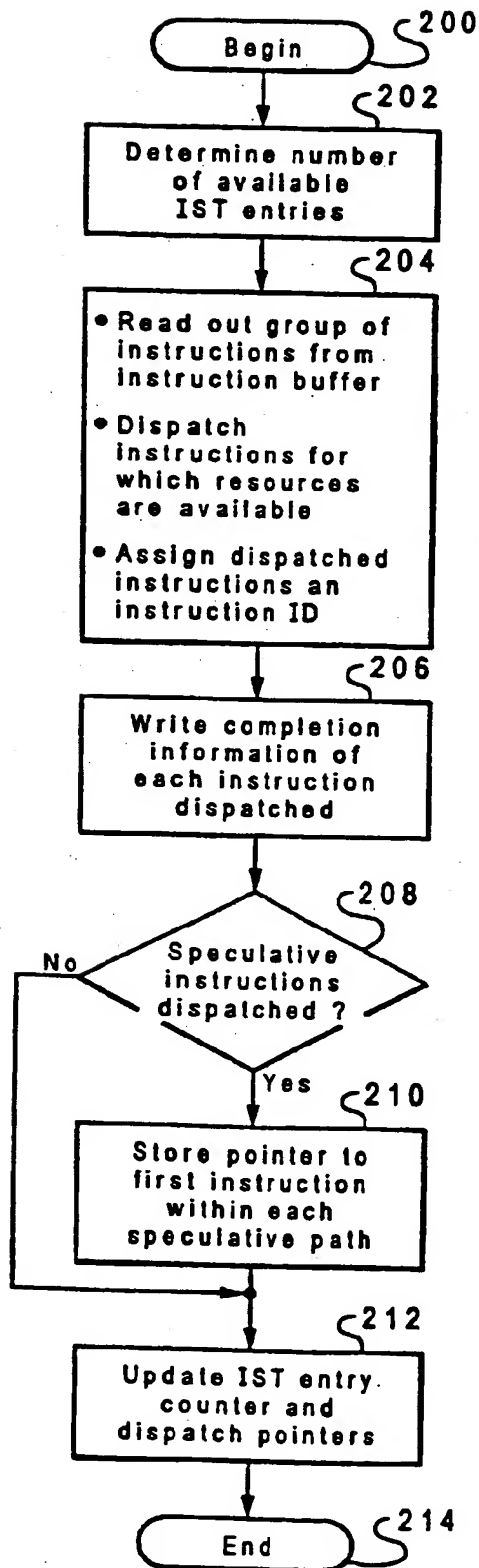 200
Begin
202
Determine number
of available
IST entries
204
• Read out group of
instructions from
instruction buffer
• Dispatch
instructions for
which resources
are available
• Assign dispatched
instructions an
instruction ID
206
Write completion
information of
each instruction
dispatched
208
No
Speculative
instructions
dispatched ?
Yes
210
Store pointer to
first instruction
within each
speculative path
212
Update IST entry
counter and
dispatch pointers
End
214